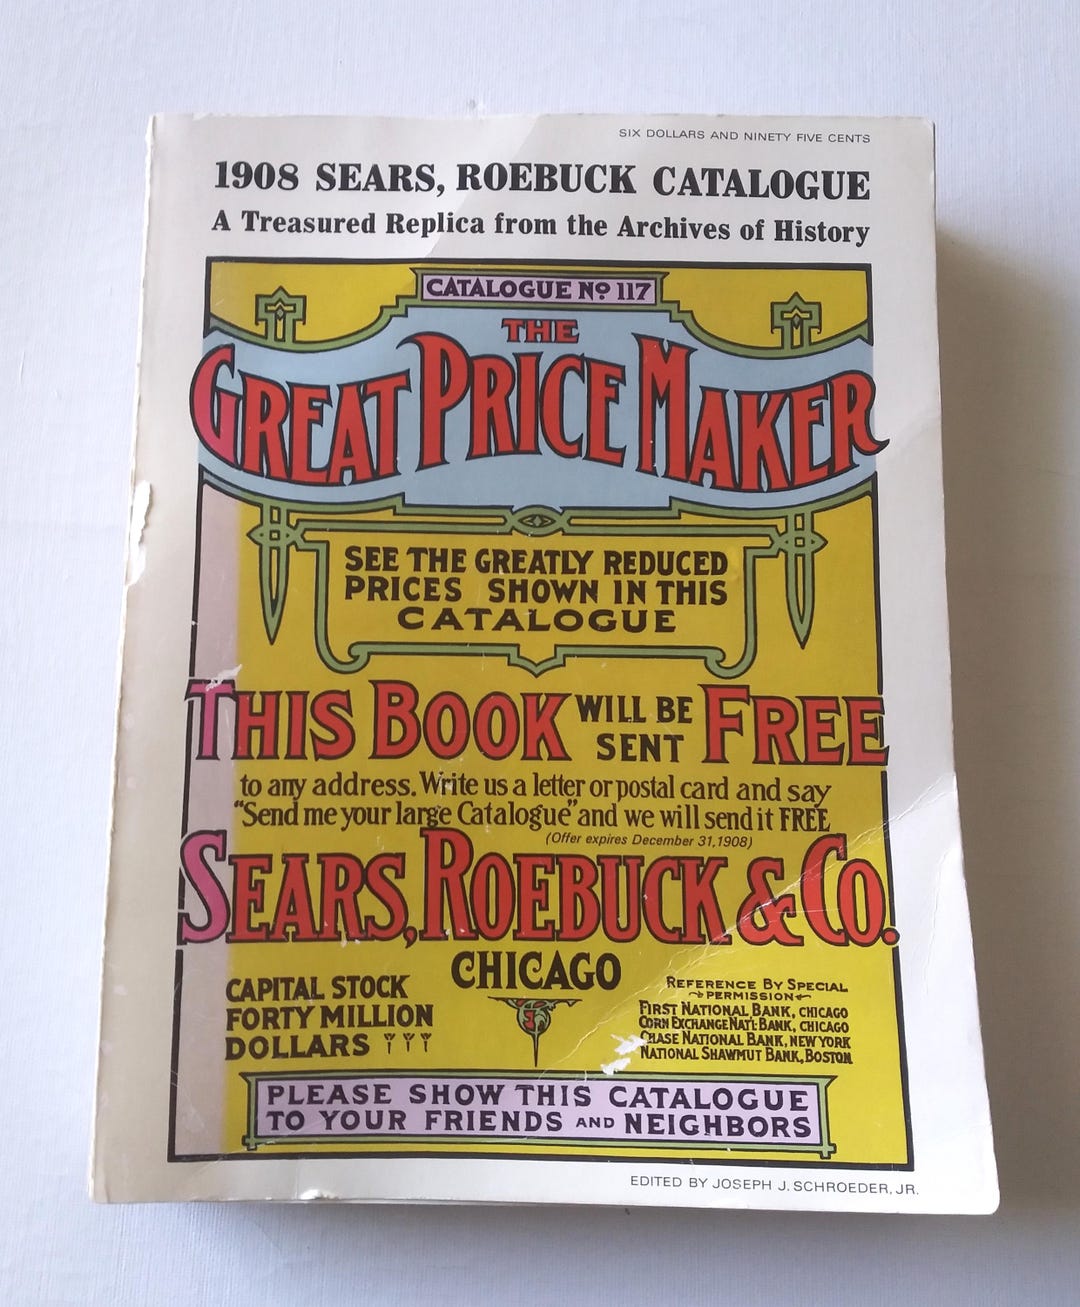 SIX DOLLARS AND NINETY FIVE CENTS
1908 SEARS, ROEBUCK CATALOGUE
A Treasured Replica from the Archives of History
CATALOGUE No 117
THE
GREAT PRICE MAKER
SEE THE GREATLY REDUCED
PRICES SHOWN IN THIS
CATALOGUE
THIS BOOK WILL BE SENT FREE
to any address. Write us a letter or postal card and say
"Send me your large Catalogue" and we will send it FREE
(Offer expires December 31, 1908)
SEARS, ROEBUCK & CO.
CHICAGO
CAPITAL STOCK
FORTY MILLION
DOLLARS
REFERENCE BY SPECIAL
PERMISSION
FIRST NATIONAL BANK, CHICAGO
CORN EXCHANGE NAT'L BANK, CHICAGO
CHASE NATIONAL BANK, NEW YORK
NATIONAL SHAWMUT BANK, BOSTON
PLEASE SHOW THIS CATALOGUE
TO YOUR FRIENDS AND NEIGHBORS
EDITED BY JOSEPH J. SCHROEDER, JR.